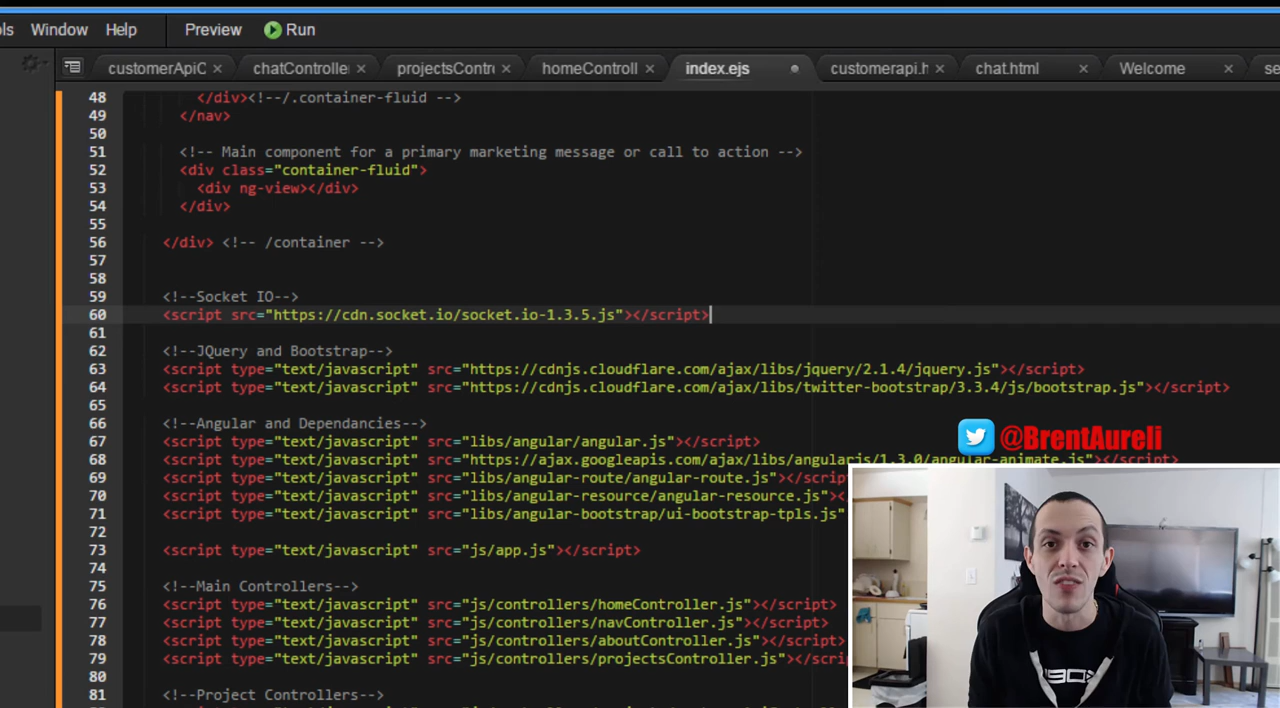 Window Help Preview Run
customerApiC chatControlle projectsContr homeControll index.ejs customerapi.h chat.html Welcome se
48 </div><!--/.container-fluid -->
49 </nav>
50
51 <!-- Main component for a primary marketing message or call to action -->
52 <div class="container-fluid">
53 <div ng-view></div>
54 </div>
55
56 </div> <!-- /container -->
57
58
59 <!--Socket IO-->
60 <script src="https://cdn.socket.io/socket.io-1.3.5.js"></script>
61
62 <!--JQuery and Bootstrap-->
63 <script type="text/javascript" src="https://cdnjs.cloudflare.com/ajax/libs/jquery/2.1.4/jquery.js"></script>
64 <script type="text/javascript" src="https://cdnjs.cloudflare.com/ajax/libs/twitter-bootstrap/3.3.4/js/bootstrap.js"></script>
65
66 <!--Angular and Dependancies-->
67 <script type="text/javascript" src="libs/angular/angular.js"></script>
@BrentAureli
68 <script type="text/javascript" src="https://ajax.googleapis.com/ajax/libs/angularjs/1.3.0/angular-animate.js"></script>
69 <script type="text/javascript" src="libs/angular-route/angular-route.js"></scri
70 <script type="text/javascript" src="libs/angular-resource/angular-resource.js"></
71 <script type="text/javascript" src="libs/angular-bootstrap/ui-bootstrap-tpls.js"
72
73 <script type="text/javascript" src="js/app.js"></script>
74
75 <!--Main Controllers-->
76 <script type="text/javascript" src="js/controllers/homeController.js"></script>
77 <script type="text/javascript" src="js/controllers/navController.js"></script>
78 <script type="text/javascript" src="js/controllers/aboutController.js"></script>
79 <script type="text/javascript" src="js/controllers/projectsController.js"></scri
80
81 <!--Project Controllers-->